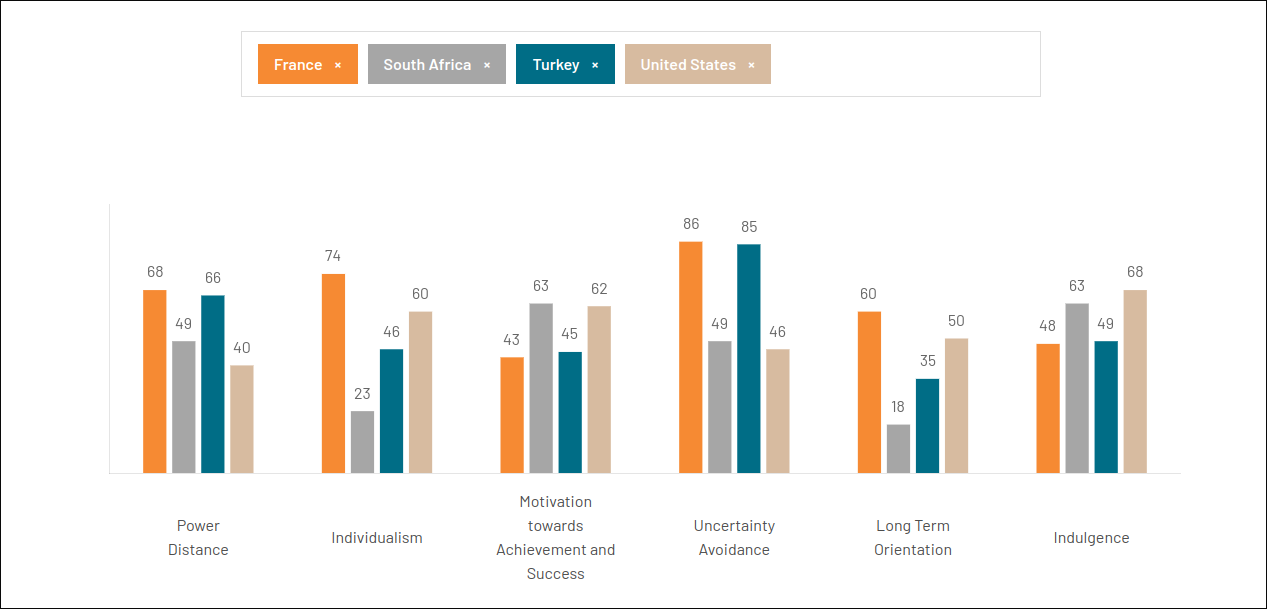 France × South Africa × Turkey × United States ×
86
85
74
68
66
63
62
60
60
68
63
49
40
46
23
43
45
49
46
50
35
18
48
49
Power
Distance
Individualism
Motivation
towards
Achievement and
Success
Uncertainty
Avoidance
Long Term
Orientation
Indulgence